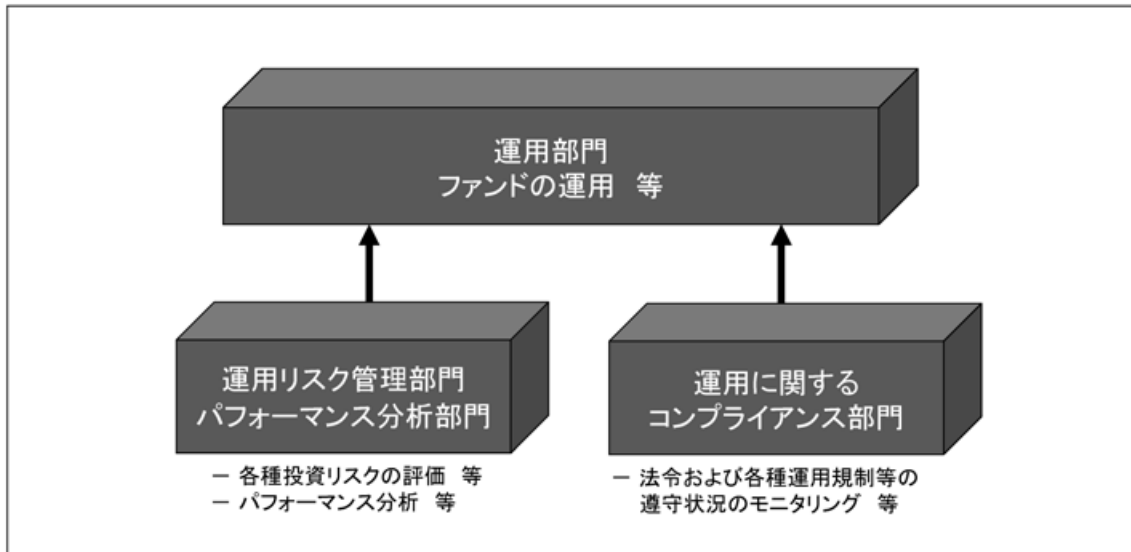 運用部門
ファンドの運用 等
運用リスク管理部門
パフォーマンス分析部門
－ 各種投資リスクの評価 等
－ パフォーマンス分析 等
運用に関する
コンプライアンス部門
－ 法令および各種運用規制等の
遵守状況のモニタリング 等